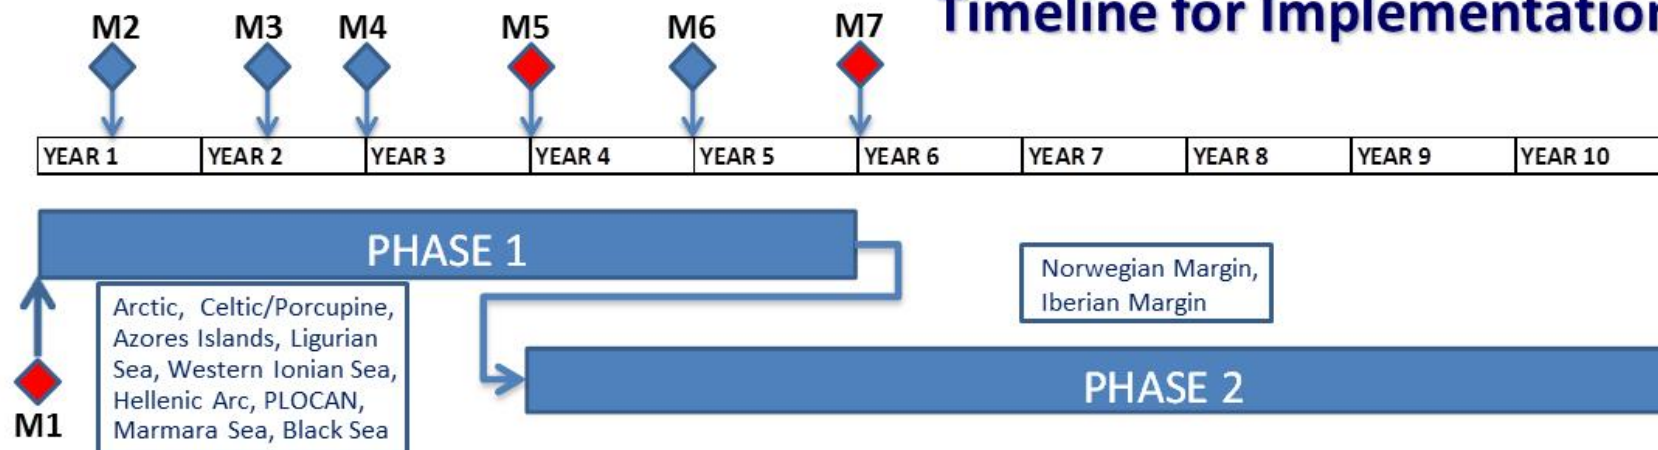 Timeline for Implementation
M2 M3 M4 M5 M6 M7
YEAR 1 YEAR 2 YEAR 3 YEAR 4 YEAR 5 YEAR 6 YEAR 7 YEAR 8 YEAR 9 YEAR 10
PHASE 1
Arctic, Celtic/Porcupine,
Azores Islands, Ligurian
Sea, Western Ionian Sea,
Hellenic Arc, PLOCAN,
Marmara Sea, Black Sea
M1
Norwegian Margin,
Iberian Margin
PHASE 2